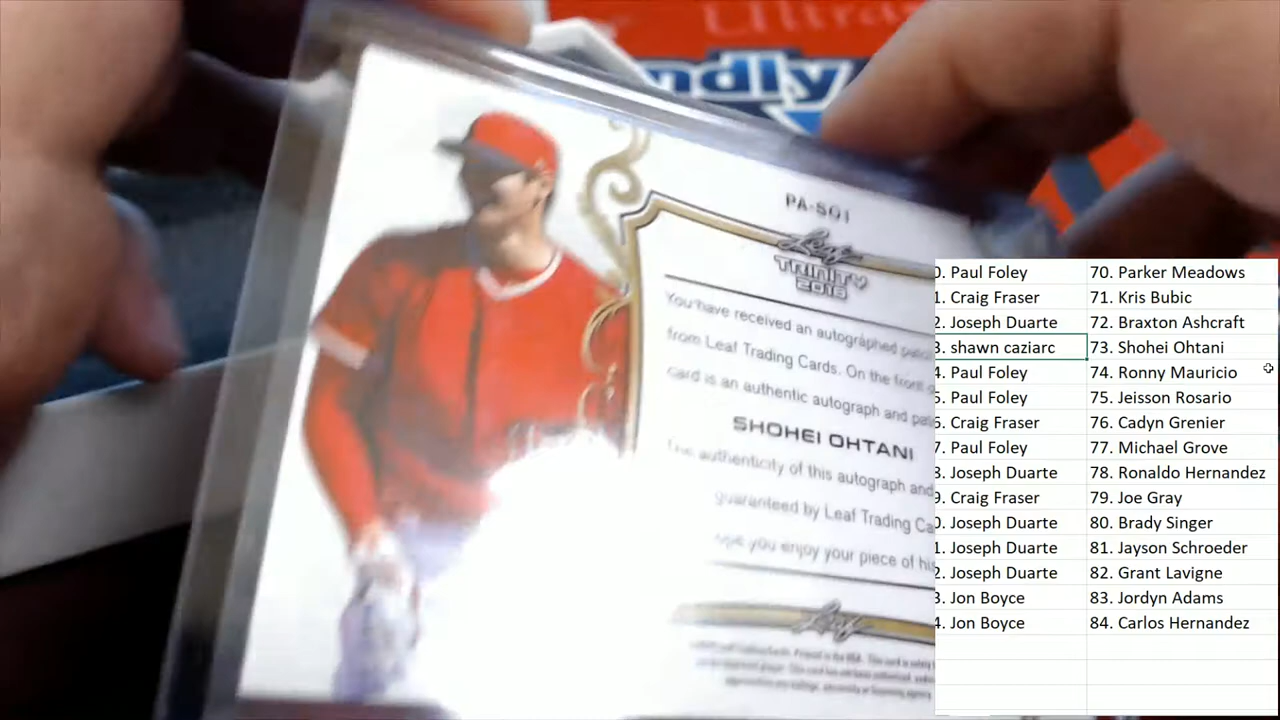 Ultra
ndly
PA-SO1
Leaf
TRINITY
2018
You have received an autographed
from Leaf Trading Cards. On the front
card is an authentic autograph and
SHOHEI OHTANI
The authenticity of this autograph and
guaranteed by Leaf Trading Ca
you enjoy your piece of his
Leaf
0. Paul Foley 70. Parker Meadows
1. Craig Fraser 71. Kris Bubic
2. Joseph Duarte 72. Braxton Ashcraft
3. shawn caziarc 73. Shohei Ohtani
4. Paul Foley 74. Ronny Mauricio
5. Paul Foley 75. Jeisson Rosario
6. Craig Fraser 76. Cadyn Grenier
7. Paul Foley 77. Michael Grove
8. Joseph Duarte 78. Ronaldo Hernandez
9. Craig Fraser 79. Joe Gray
0. Joseph Duarte 80. Brady Singer
1. Joseph Duarte 81. Jayson Schroeder
2. Joseph Duarte 82. Grant Lavigne
3. Jon Boyce 83. Jordyn Adams
4. Jon Boyce 84. Carlos Hernandez